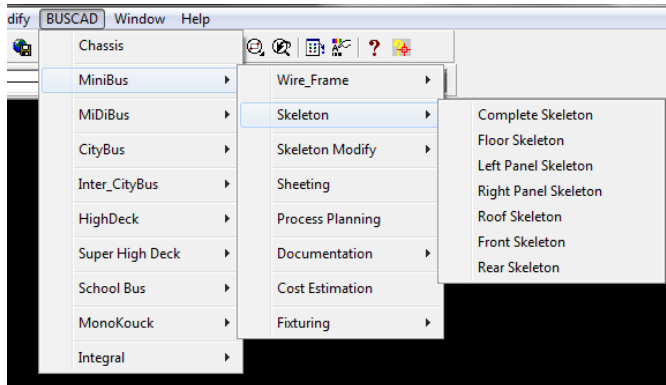 dify BUSCAD Window Help
Chassis
MiniBus
MiDiBus
CityBus
Inter_CityBus
HighDeck
Super High Deck
School Bus
MonoKouck
Integral
Wire_Frame
Skeleton
Skeleton Modify
Sheeting
Process Planning
Documentation
Cost Estimation
Fixturing
Complete Skeleton
Floor Skeleton
Left Panel Skeleton
Right Panel Skeleton
Roof Skeleton
Front Skeleton
Rear Skeleton